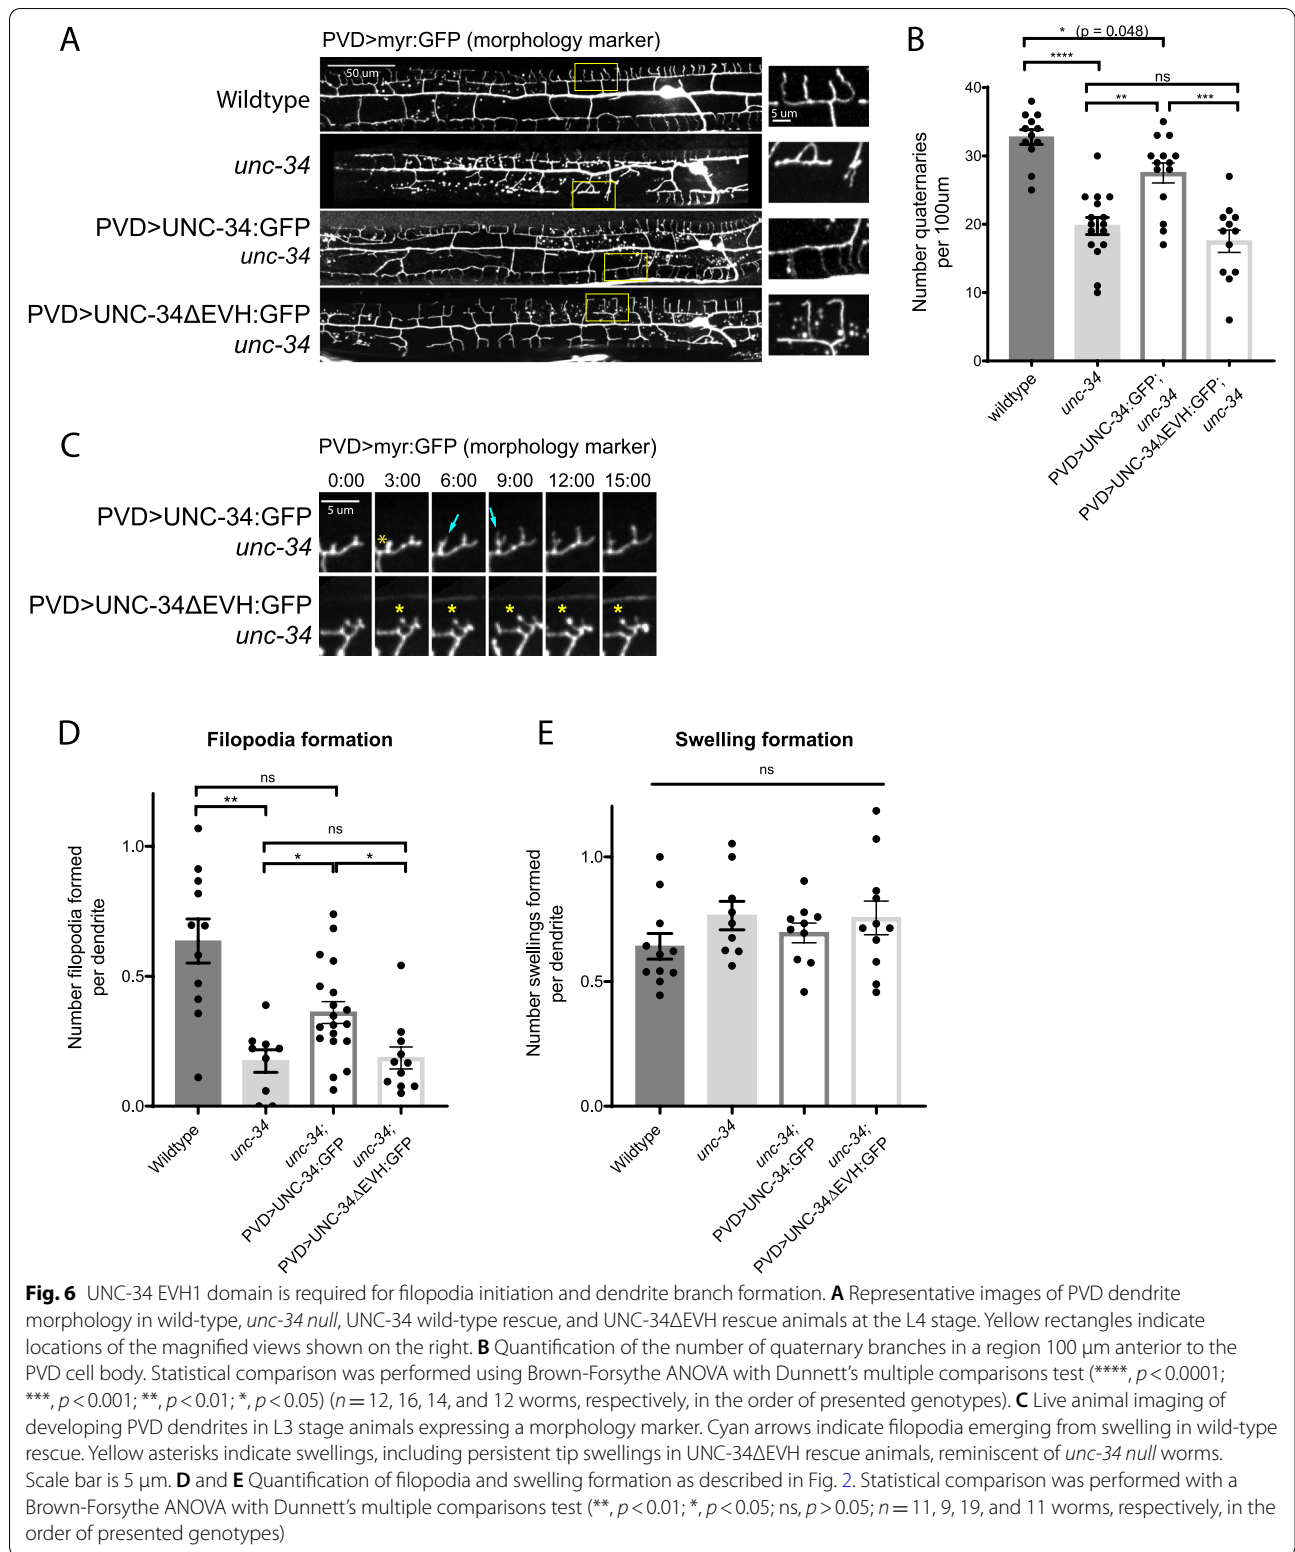 A
PVD>myr:GFP (morphology marker)
50 um
Wildtype
5 um
unc-34
PVD>UNC-34:GFP
unc-34
PVD>UNC-34ΔEVH:GFP
unc-34
B
* (p = 0.048)
****
ns
**
***
40
30
20
10
0
Number quaternaries
per 100um
wildtype
unc-34
PVD>UNC-34:GFP;
unc-34
PVD>UNC-34ΔEVH:GFP;
unc-34
C
PVD>myr:GFP (morphology marker)
0:00 3:00 6:00 9:00 12:00 15:00
5 um
PVD>UNC-34:GFP
unc-34
*
PVD>UNC-34ΔEVH:GFP
unc-34
* * * * *
D
Filopodia formation
ns
**
ns
* *
1.0
0.5
0.0
Number filopodia formed
per dendrite
Wildtype
unc-34
unc-34;
PVD>UNC-34:GFP
unc-34;
PVD>UNC-34ΔEVH:GFP
E
Swelling formation
ns
1.0
0.5
0.0
Number swellings formed
per dendrite
Wildtype
unc-34
unc-34;
PVD>UNC-34:GFP
unc-34;
PVD>UNC-34ΔEVH:GFP
Fig. 6 UNC-34 EVH1 domain is required for filopodia initiation and dendrite branch formation. A Representative images of PVD dendrite
morphology in wild-type, unc-34 null, UNC-34 wild-type rescue, and UNC-34ΔEVH rescue animals at the L4 stage. Yellow rectangles indicate
locations of the magnified views shown on the right. B Quantification of the number of quaternary branches in a region 100 μm anterior to the
PVD cell body. Statistical comparison was performed using Brown-Forsythe ANOVA with Dunnett's multiple comparisons test (****, p < 0.0001;
***, p < 0.001; **, p < 0.01; *, p < 0.05) (n = 12, 16, 14, and 12 worms, respectively, in the order of presented genotypes). C Live animal imaging of
developing PVD dendrites in L3 stage animals expressing a morphology marker. Cyan arrows indicate filopodia emerging from swelling in wild-type
rescue. Yellow asterisks indicate swellings, including persistent tip swellings in UNC-34ΔEVH rescue animals, reminiscent of unc-34 null worms.
Scale bar is 5 μm. D and E Quantification of filopodia and swelling formation as described in Fig. 2. Statistical comparison was performed with a
Brown-Forsythe ANOVA with Dunnett's multiple comparisons test (**, p < 0.01; *, p < 0.05; ns, p > 0.05; n = 11, 9, 19, and 11 worms, respectively, in the
order of presented genotypes)